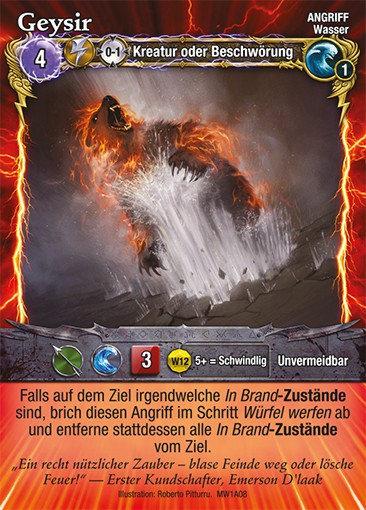 Geysir
ANGRIFF
Wasser
4
0-1
Kreatur oder Beschwörung
1
3
W12
5+ = Schwindlig
Unvermeidbar
Falls auf dem Ziel irgendwelche In Brand-Zustände
sind, brich diesen Angriff im Schritt Würfel werfen ab
und entferne stattdessen alle In Brand-Zustände
vom Ziel.
„Ein recht nützlicher Zauber – blase Feinde weg oder lösche
Feuer!“ — Erster Kundschafter, Emerson D'laak
Illustration: Roberto Pitturru. MW1A08